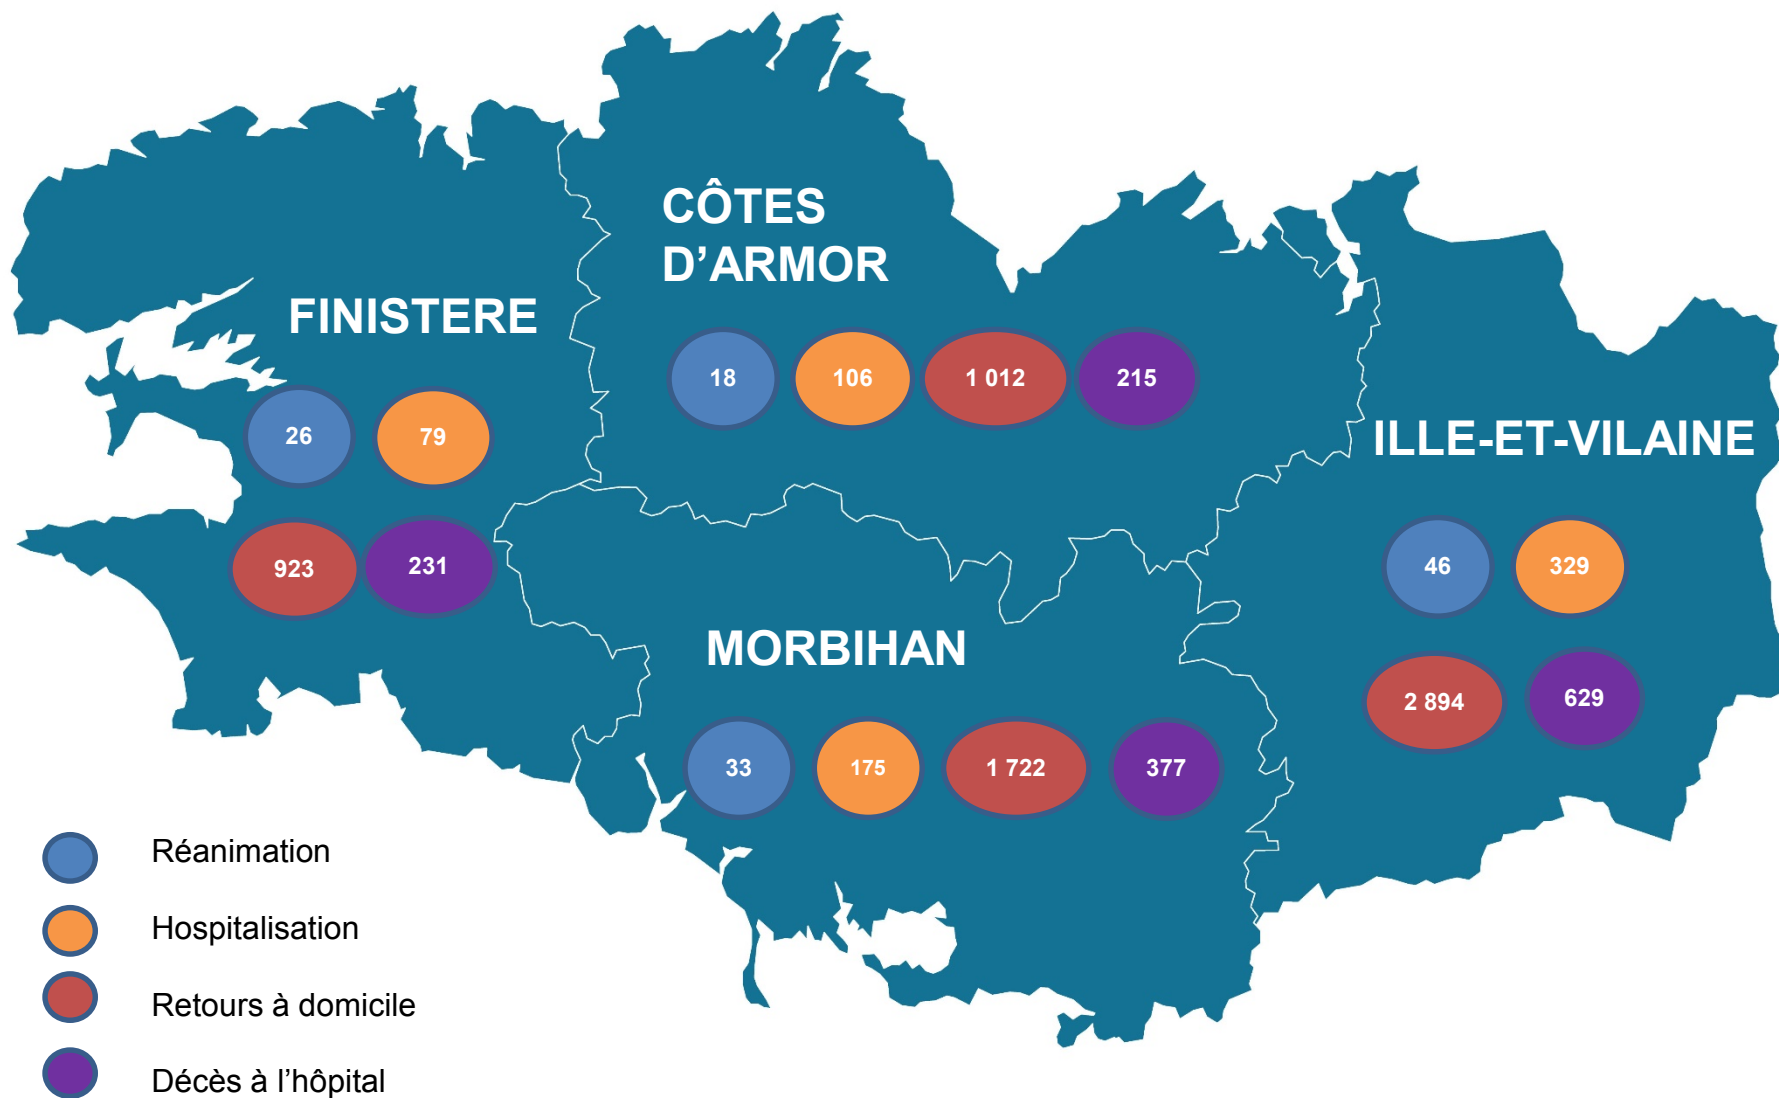 CÔTES
D’ARMOR
18 106 1 012 215
FINISTERE
26 79
923 231
ILLE-ET-VILAINE
46 329
2 894 629
MORBIHAN
33 175 1 722 377
Réanimation
Hospitalisation
Retours à domicile
Décès à l’hôpital